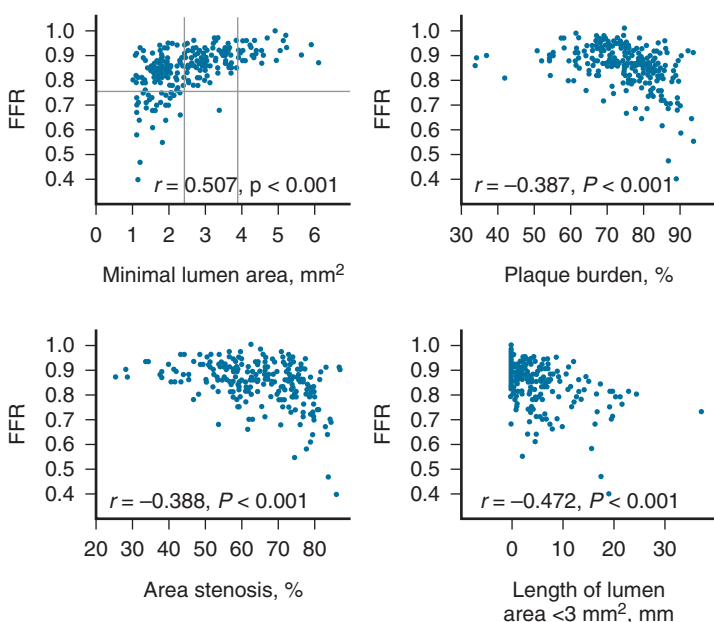 FFR
1.0
0.9
0.8
0.7
0.6
0.5
0.4
r = 0.507, p < 0.001
0 1 2 3 4 5 6
Minimal lumen area, mm²
FFR
1.0
0.9
0.8
0.7
0.6
0.5
0.4
r = –0.387, P < 0.001
30 40 50 60 70 80 90
Plaque burden, %
FFR
1.0
0.9
0.8
0.7
0.6
0.5
0.4
r = –0.388, P < 0.001
20 30 40 50 60 70 80
Area stenosis, %
FFR
1.0
0.9
0.8
0.7
0.6
0.5
0.4
r = –0.472, P < 0.001
0 10 20 30
Length of lumen
area <3 mm², mm